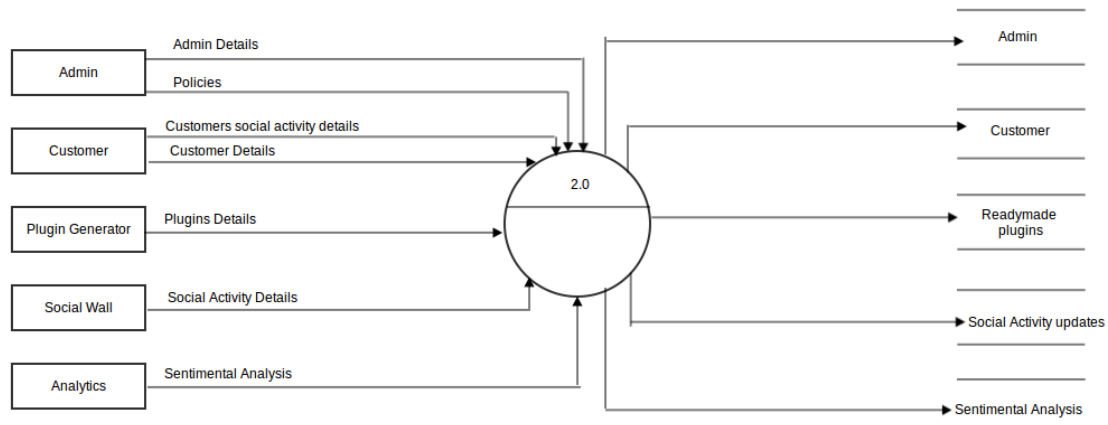 Admin Details
Admin
Admin
Policies
Customers social activity details
Customer
Customer
Customer Details
2.0
Plugins Details
Readymade
plugins
Plugin Generator
Social Activity Details
Social Wall
Social Activity updates
Sentimental Analysis
Analytics
Sentimental Analysis